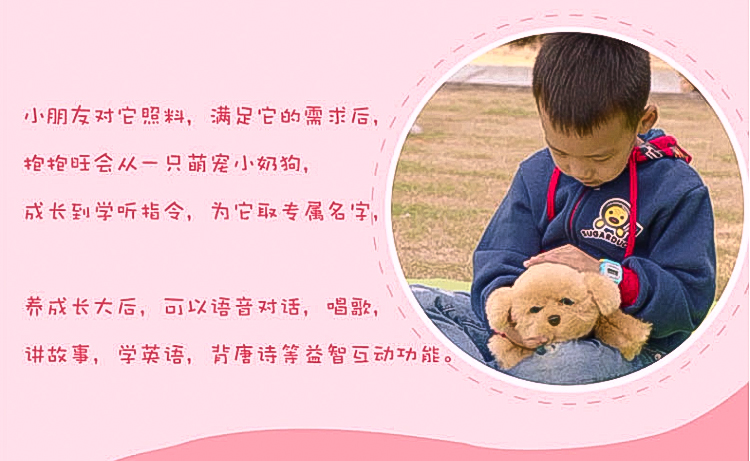 小朋友对它照料，满足它的需求后，
抱抱旺会从一只萌宠小奶狗，
成长到学听指令，为它取专属名字，
养成长大后，可以语音对话，唱歌，
讲故事，学英语，背唐诗等益智互动功能。